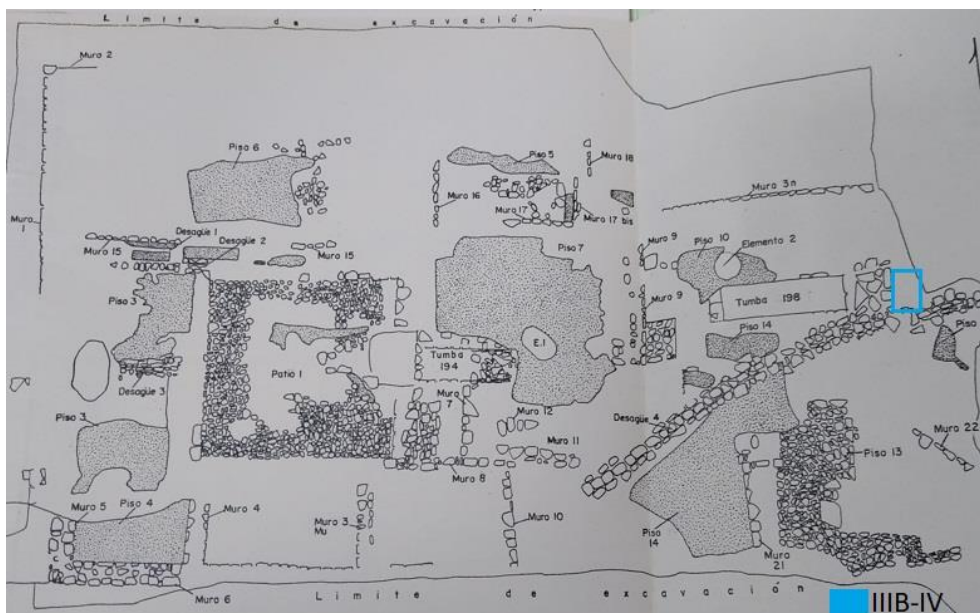 Límite de excavación
Muro 2
Piso 6
Piso 5
Muro 18
Muro 16
Muro 3n
Muro 17
Muro 17 bis
Muro 1
Desagüe 1
Muro 15
Desagüe 2
Muro 15
Piso 7
Muro 9
Piso 10
Elemento 2
Piso 3
Muro 9
Tumba 198
Piso 14
Piso
E.1
Tumba 194
Patio 1
Desagüe 3
Muro 7
Muro 12
Desagüe 4
Piso 3
Muro 11
Muro 22
Piso 13
Muro 8
Muro 5
Piso 4
Muro 4
Muro 3
Mu
Muro 10
Piso 14
Muro 21
C
Muro 6
Límite de excavación
IIIB-IV